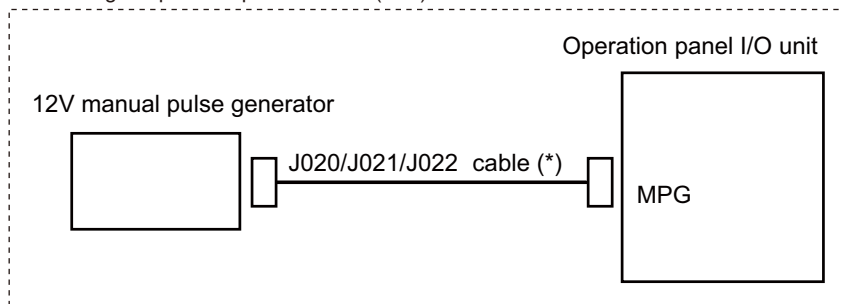 Operation panel I/O unit
12V manual pulse generator
J020/J021/J022 cable (*)
MPG